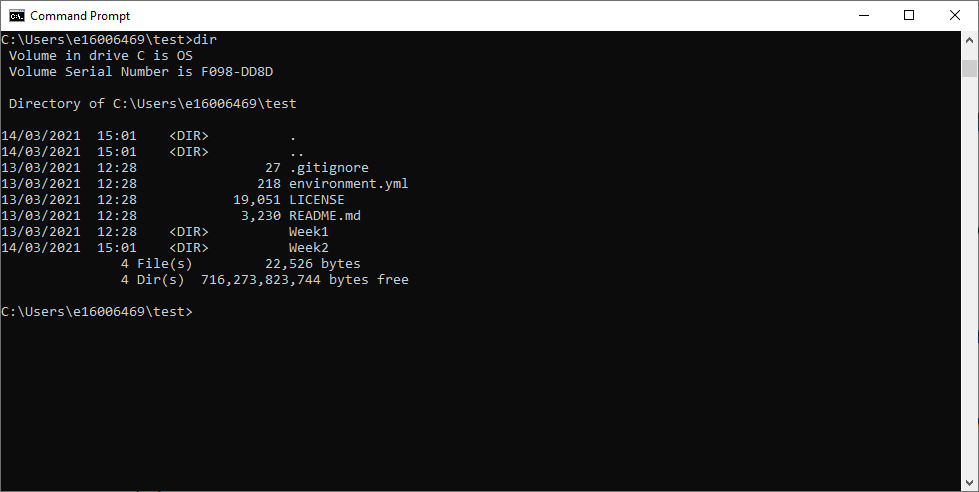 Command Prompt
C:\Users\e16006469\test>dir
 Volume in drive C is OS
 Volume Serial Number is F098-DD8D

 Directory of C:\Users\e16006469\test

14/03/2021  15:01    <DIR>          .
14/03/2021  15:01    <DIR>          ..
13/03/2021  12:28                27 .gitignore
13/03/2021  12:28               218 environment.yml
13/03/2021  12:28            19,051 LICENSE
13/03/2021  12:28             3,230 README.md
13/03/2021  12:28    <DIR>          Week1
14/03/2021  15:01    <DIR>          Week2
               4 File(s)         22,526 bytes
               4 Dir(s)  716,273,823,744 bytes free

C:\Users\e16006469\test>